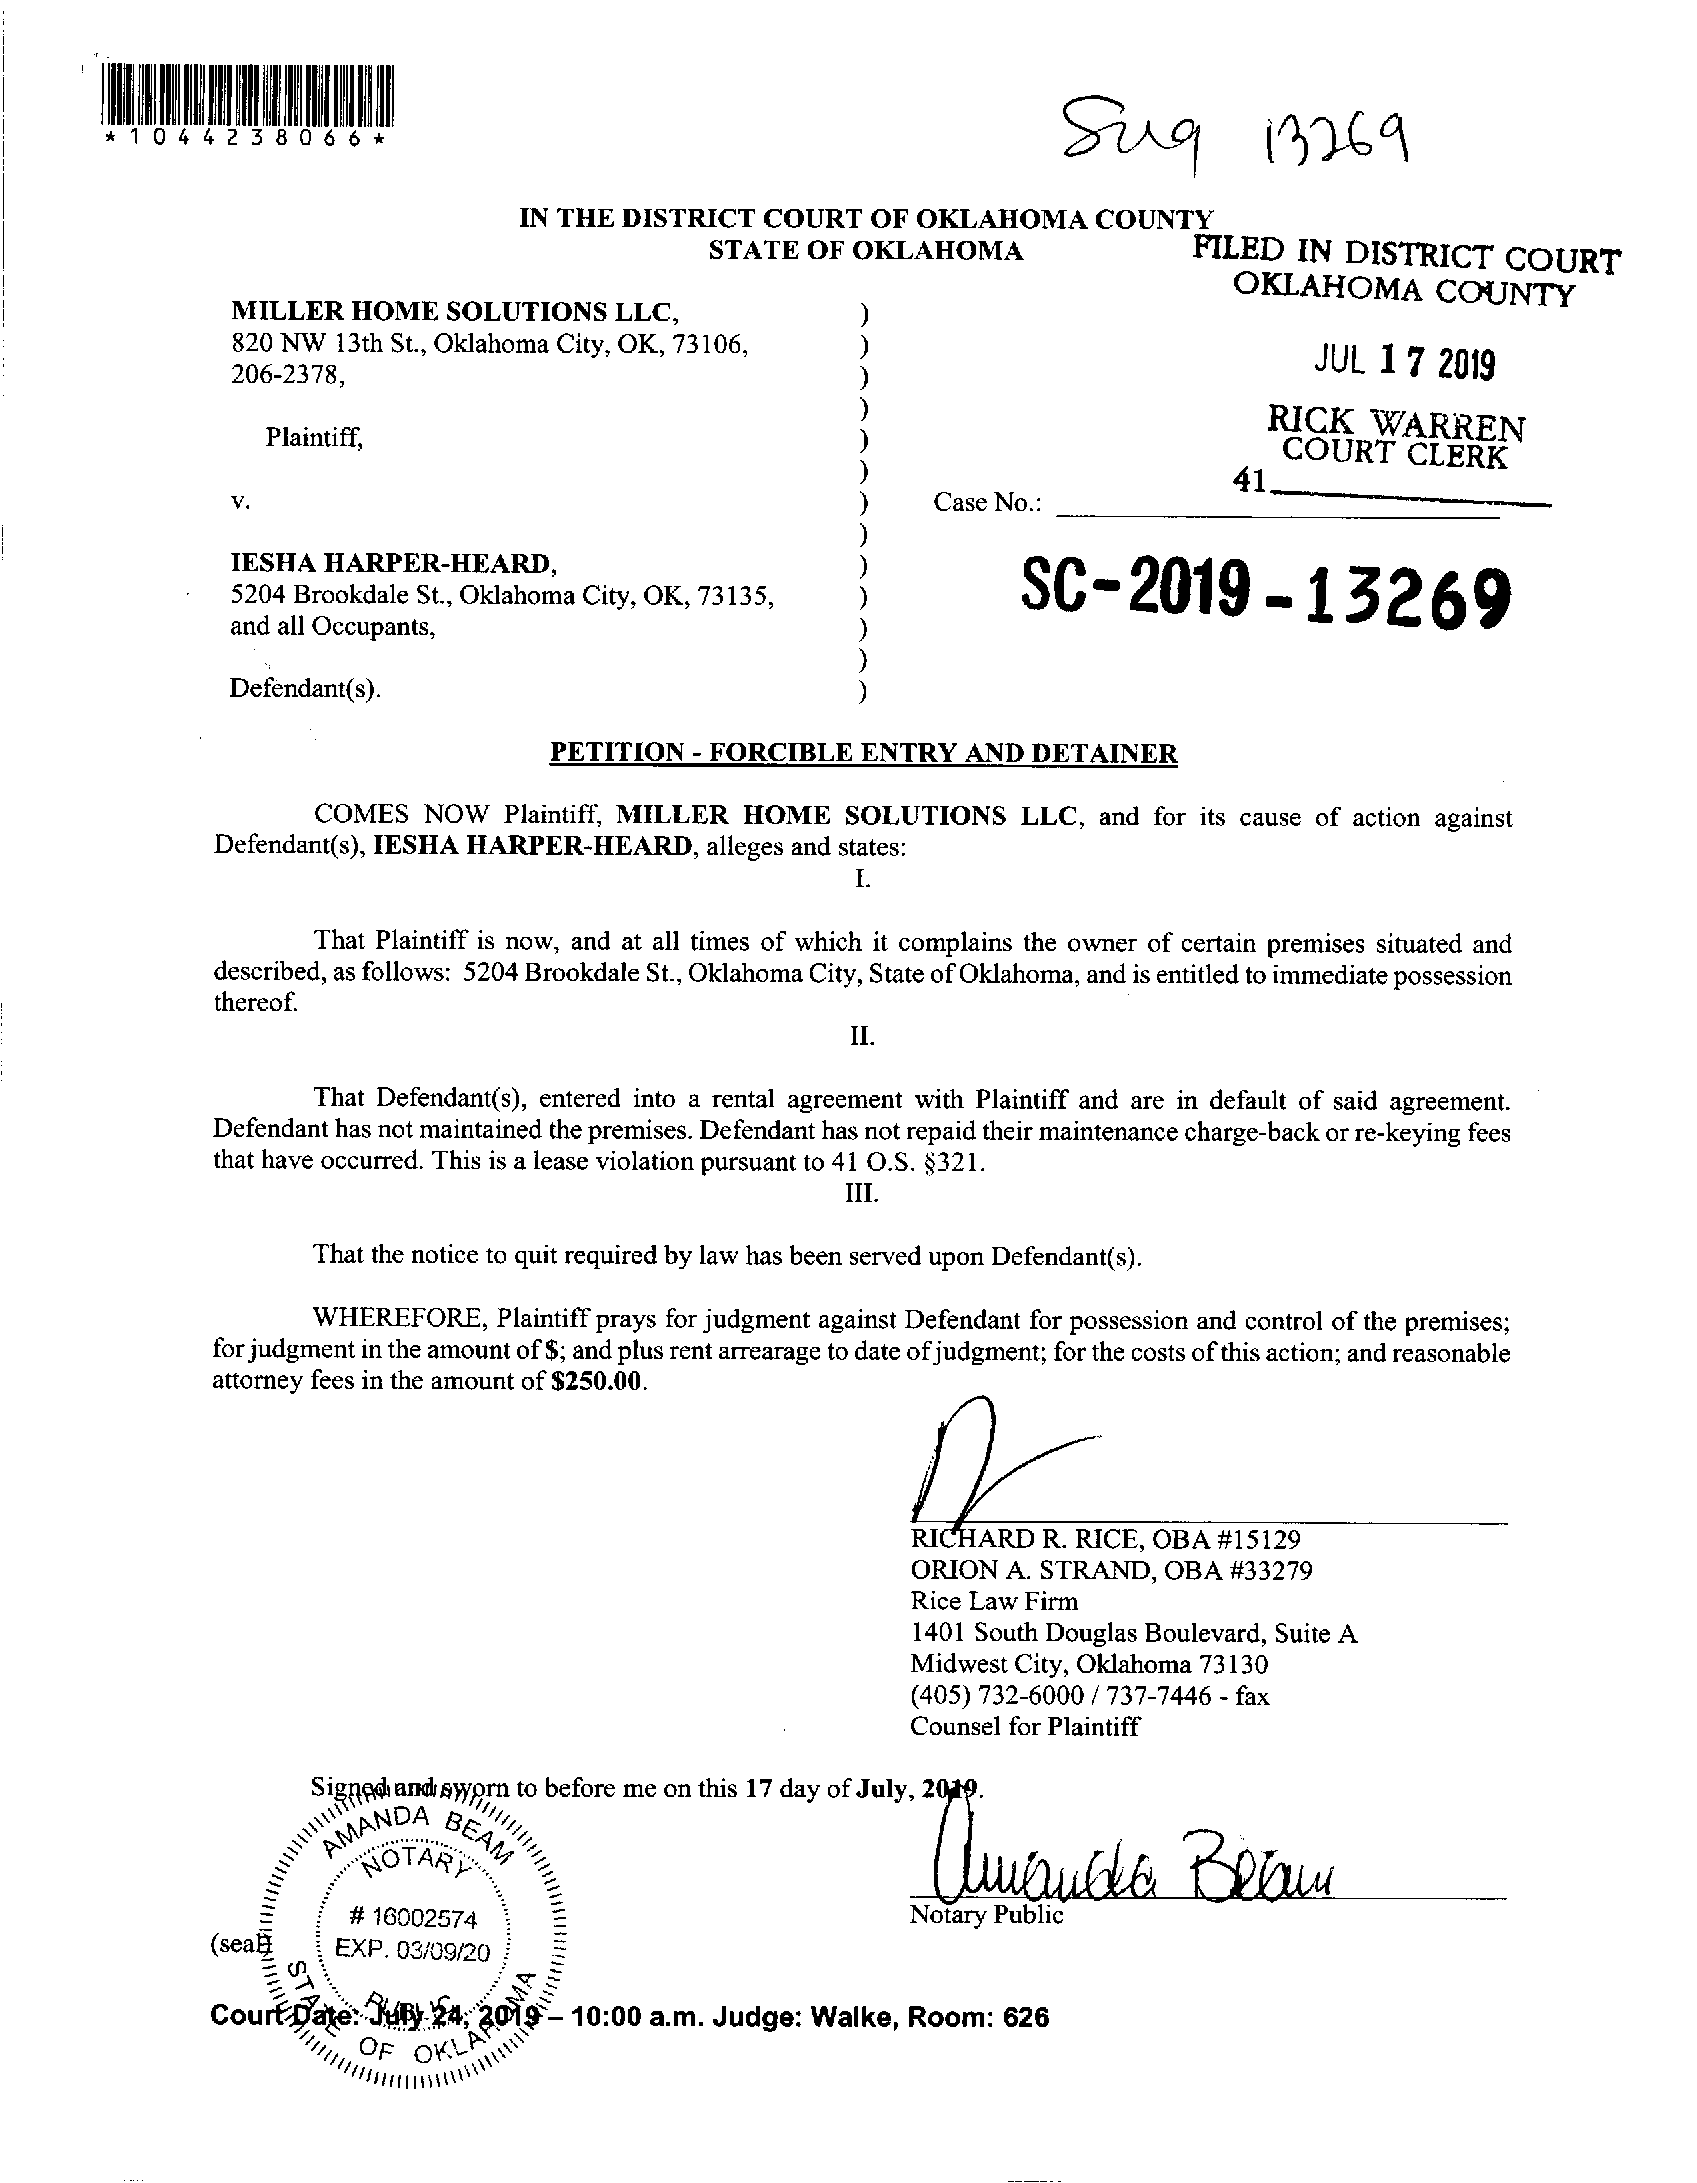 *1044238066*
Sug 13269
IN THE DISTRICT COURT OF OKLAHOMA COUNTY
STATE OF OKLAHOMA
FILED IN DISTRICT COURT
OKLAHOMA COUNTY
JUL 17 2019
RICK WARREN
COURT CLERK
41
MILLER HOME SOLUTIONS LLC, )
820 NW 13th St., Oklahoma City, OK, 73106, )
206-2378, )
)
Plaintiff, )
)
v. ) Case No.:
)
IESHA HARPER-HEARD, )
5204 Brookdale St., Oklahoma City, OK, 73135, )
and all Occupants, )
)
Defendant(s). )
SC-2019-13269
PETITION - FORCIBLE ENTRY AND DETAINER
COMES NOW Plaintiff, MILLER HOME SOLUTIONS LLC, and for its cause of action against
Defendant(s), IESHA HARPER-HEARD, alleges and states:
I.
That Plaintiff is now, and at all times of which it complains the owner of certain premises situated and
described, as follows: 5204 Brookdale St., Oklahoma City, State of Oklahoma, and is entitled to immediate possession
thereof.
II.
That Defendant(s), entered into a rental agreement with Plaintiff and are in default of said agreement.
Defendant has not maintained the premises. Defendant has not repaid their maintenance charge-back or re-keying fees
that have occurred. This is a lease violation pursuant to 41 O.S. §321.
III.
That the notice to quit required by law has been served upon Defendant(s).
WHEREFORE, Plaintiff prays for judgment against Defendant for possession and control of the premises;
for judgment in the amount of $; and plus rent arrearage to date of judgment; for the costs of this action; and reasonable
attorney fees in the amount of $250.00.
RICHARD R. RICE, OBA #15129
ORION A. STRAND, OBA #33279
Rice Law Firm
1401 South Douglas Boulevard, Suite A
Midwest City, Oklahoma 73130
(405) 732-6000 / 737-7446 - fax
Counsel for Plaintiff
Signed and sworn to before me on this 17 day of July, 2019.
Amanda Beam
Notary Public
AMANDA BEAM
NOTARY
# 16002574
EXP. 03/09/20
PUBLIC
STATE OF OKLAHOMA
(seal)
Court Date: July 24, 2019 – 10:00 a.m. Judge: Walke, Room: 626